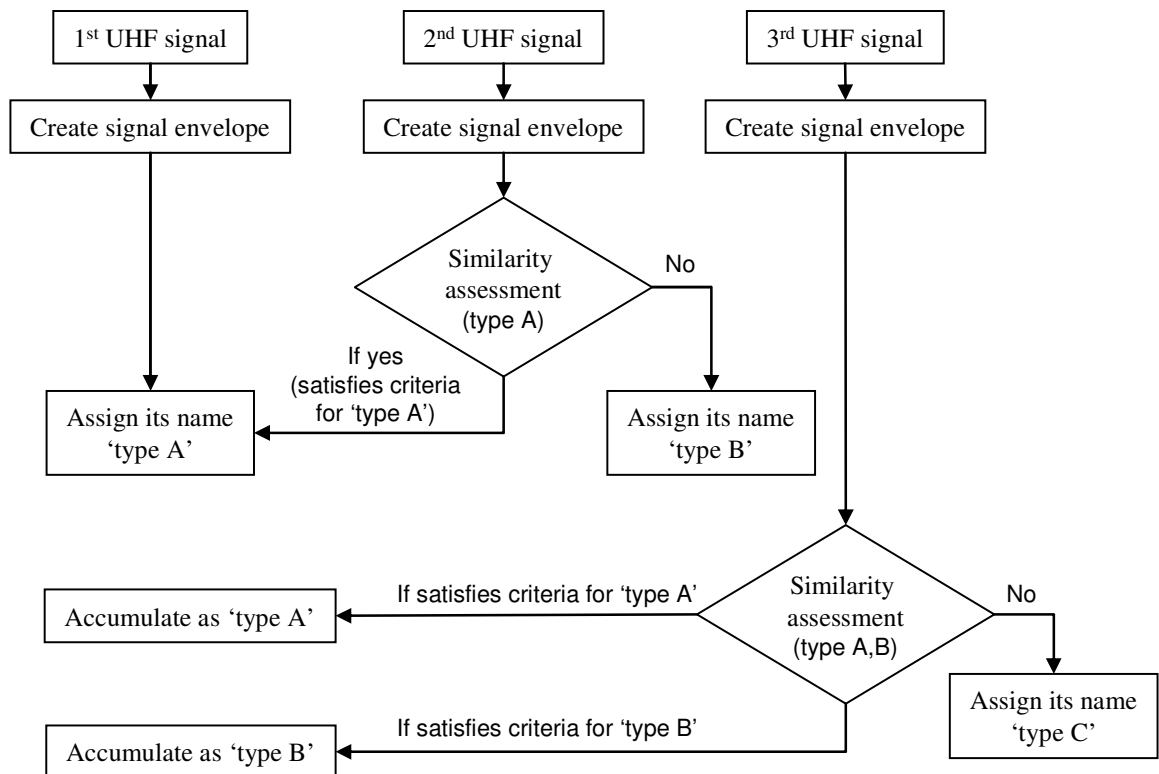 1st UHF signal
2nd UHF signal
3rd UHF signal
Create signal envelope
Create signal envelope
Create signal envelope
Similarity
assessment
(type A)
No
If yes
(satisfies criteria
for ‘type A’)
Assign its name
‘type A’
Assign its name
‘type B’
Similarity
assessment
(type A,B)
If satisfies criteria for ‘type A’
No
Accumulate as ‘type A’
Assign its name
‘type C’
If satisfies criteria for ‘type B’
Accumulate as ‘type B’